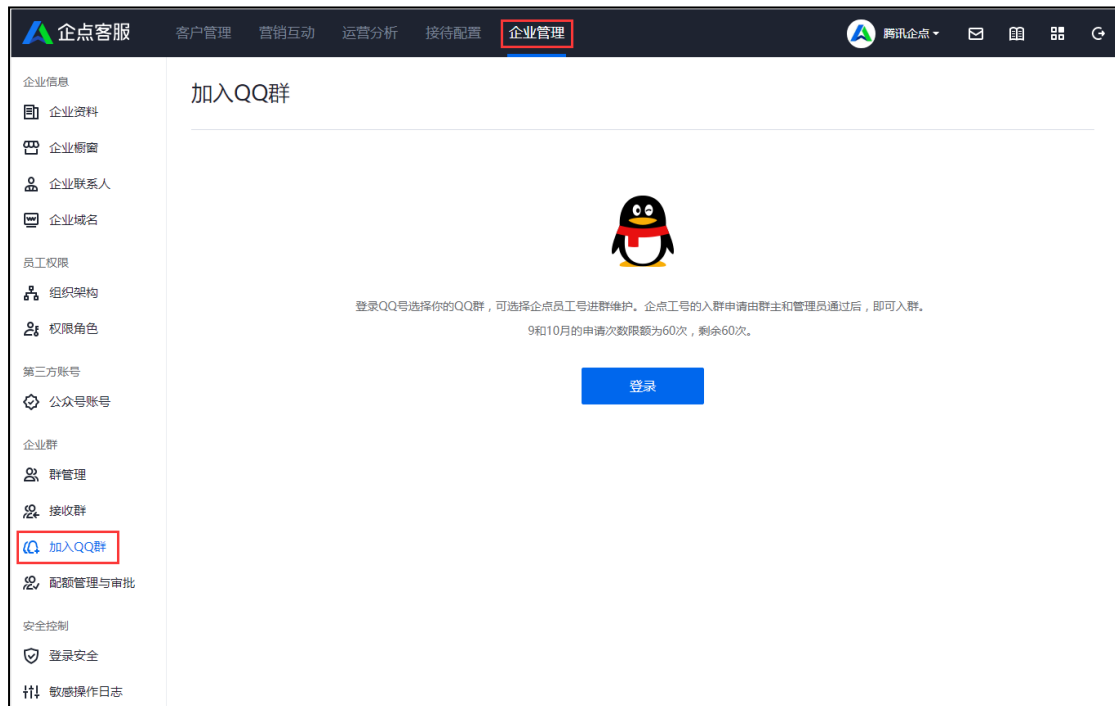 企点客服
客户管理 营销互动 运营分析 接待配置 企业管理
腾讯企点
企业信息
企业资料
企业橱窗
企业联系人
企业域名
员工权限
组织架构
权限角色
第三方账号
公众号账号
企业群
群管理
接收群
加入QQ群
配额管理与审批
安全控制
登录安全
敏感操作日志
加入QQ群
登录QQ号选择你的QQ群，可选择企点员工号进群维护。企点工号的入群申请由群主和管理员通过后，即可入群。
9和10月的申请次数限额为60次，剩余60次。
登录